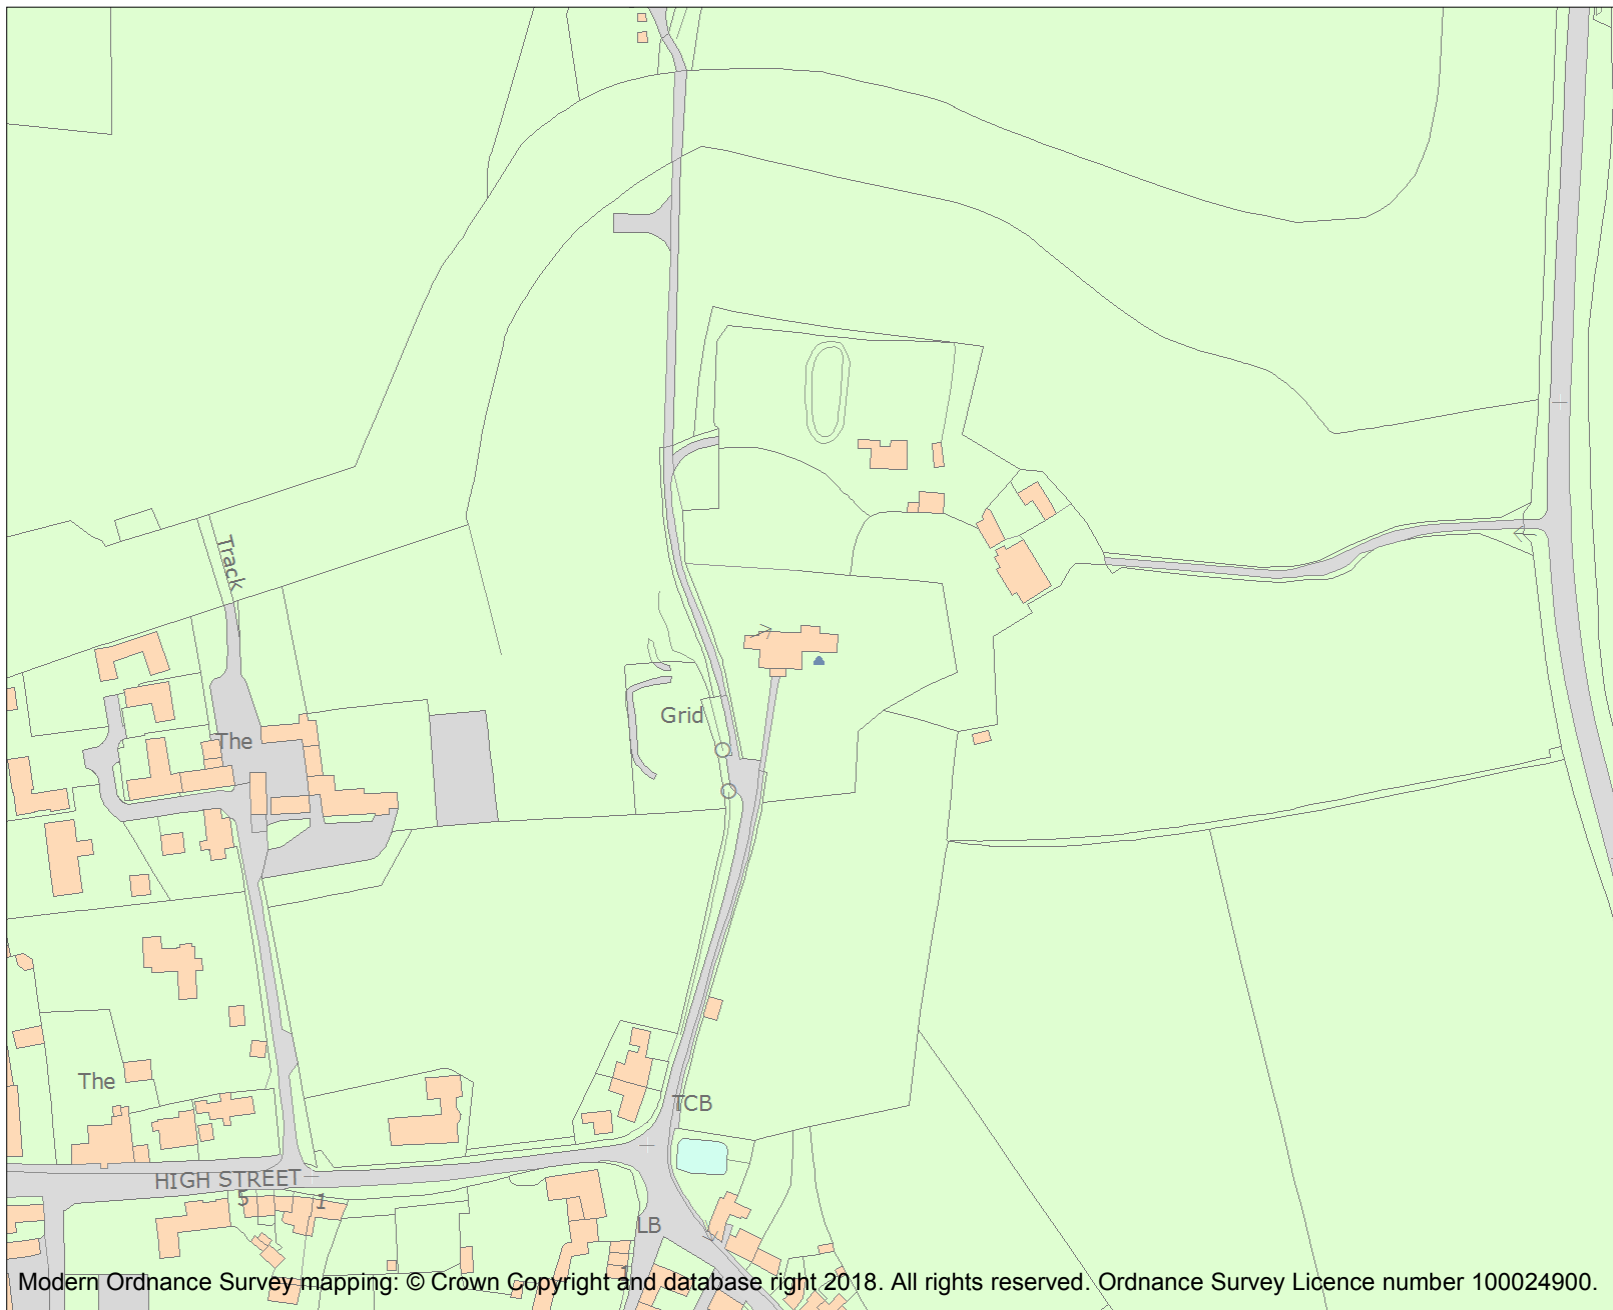 Track
Grid
The
The
TCB
HIGH STREET
5
1
LB
1
Modern Ordnance Survey mapping: © Crown Copyright and database right 2018. All rights reserved. Ordnance Survey Licence number 100024900.